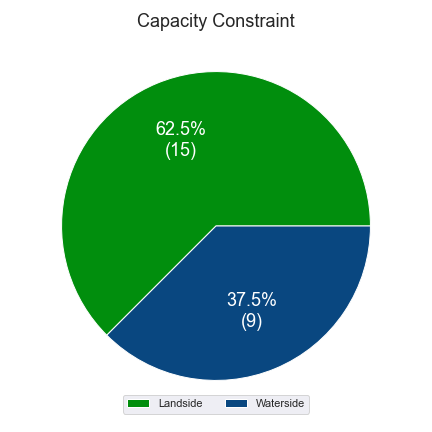 Capacity Constraint
62.5%
(15)
37.5%
(9)
Landside
Waterside